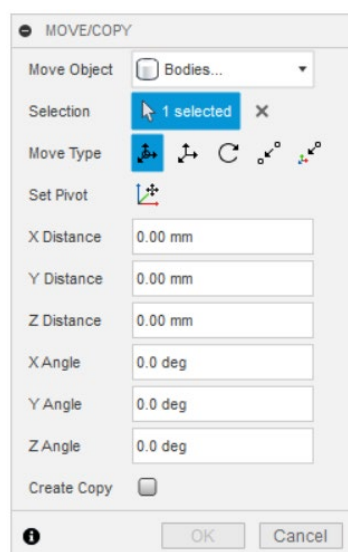 MOVE/COPY
Move Object Bodies...
Selection 1 selected
Move Type
Set Pivot
X Distance 0.00 mm
Y Distance 0.00 mm
Z Distance 0.00 mm
X Angle 0.0 deg
Y Angle 0.0 deg
Z Angle 0.0 deg
Create Copy
OK Cancel